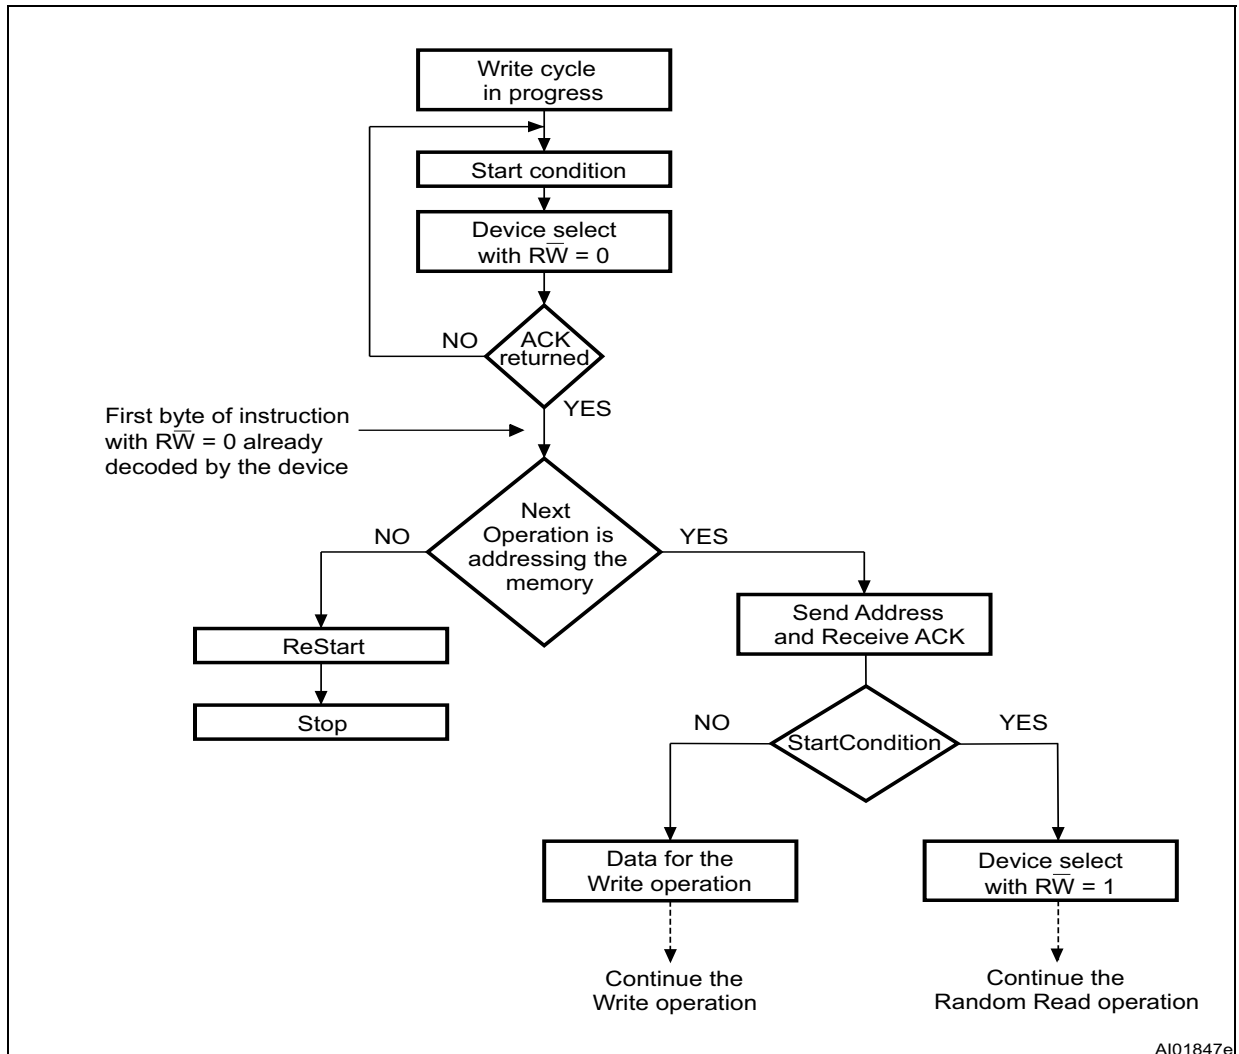 Write cycle
in progress
Start condition
Device select
with RW̅ = 0
NO
ACK
returned
YES
First byte of instruction
with RW̅ = 0 already
decoded by the device
Next
Operation is
addressing the
memory
NO
YES
ReStart
Stop
Send Address
and Receive ACK
NO
StartCondition
YES
Data for the
Write operation
Device select
with RW̅ = 1
Continue the
Write operation
Continue the
Random Read operation
AI01847e